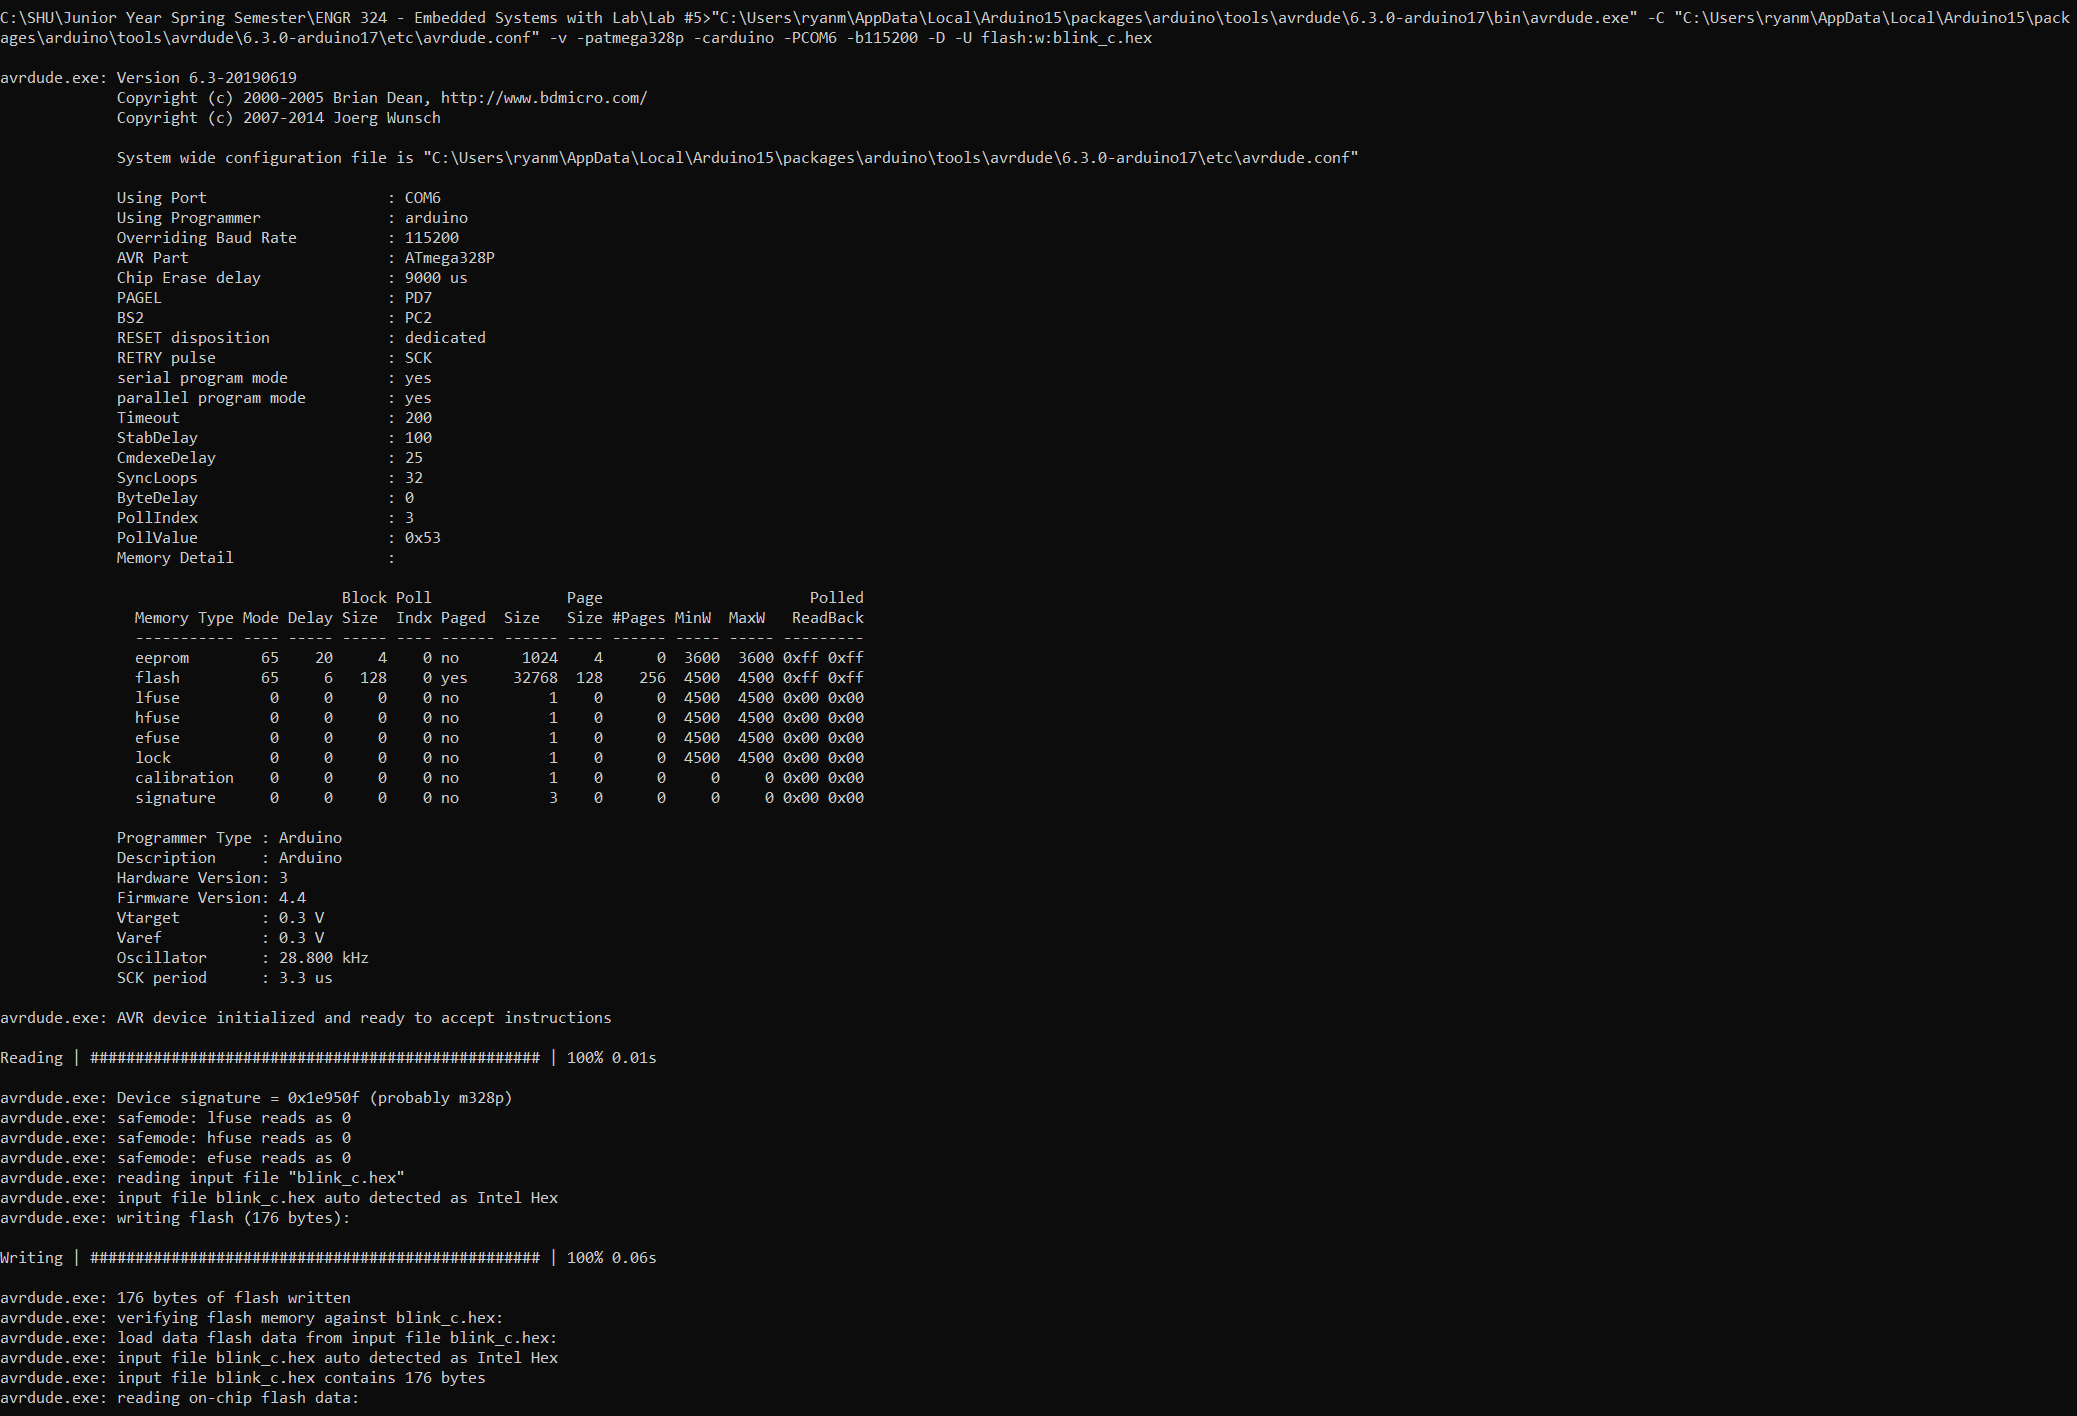 C:\SHU\Junior Year Spring Semester\ENGR 324 - Embedded Systems with Lab\Lab #5>"C:\Users\ryanm\AppData\Local\Arduino15\packages\arduino\tools\avrdude\6.3.0-arduino17\bin\avrdude.exe" -C "C:\Users\ryanm\AppData\Local\Arduino15\pack
ages\arduino\tools\avrdude\6.3.0-arduino17\etc\avrdude.conf" -v -patmega328p -carduino -PCOM6 -b115200 -D -U flash:w:blink_c.hex
avrdude.exe: Version 6.3-20190619
Copyright (c) 2000-2005 Brian Dean, http://www.bdmicro.com/
Copyright (c) 2007-2014 Joerg Wunsch
System wide configuration file is "C:\Users\ryanm\AppData\Local\Arduino15\packages\arduino\tools\avrdude\6.3.0-arduino17\etc\avrdude.conf"
Using Port                    : COM6
Using Programmer              : arduino
Overriding Baud Rate          : 115200
AVR Part                      : ATmega328P
Chip Erase delay              : 9000 us
PAGEL                         : PD7
BS2                           : PC2
RESET disposition             : dedicated
RETRY pulse                   : SCK
serial program mode           : yes
parallel program mode         : yes
Timeout                       : 200
StabDelay                     : 100
CmdexeDelay                   : 25
SyncLoops                     : 32
ByteDelay                     : 0
PollIndex                     : 3
PollValue                     : 0x53
Memory Detail                 :
Block Poll               Page                       Polled
Memory Type Mode Delay Size  Indx Paged  Size   Size #Pages MinW  MaxW   ReadBack
----------- ---- ----- ----- ---- ------ ------ ---- ------ ----- ----- ---------
eeprom        65    20     4    0 no       1024    4      0  3600  3600 0xff 0xff
flash         65     6   128    0 yes     32768  128    256  4500  4500 0xff 0xff
lfuse          0     0     0    0 no          1    0      0  4500  4500 0x00 0x00
hfuse          0     0     0    0 no          1    0      0  4500  4500 0x00 0x00
efuse          0     0     0    0 no          1    0      0  4500  4500 0x00 0x00
lock           0     0     0    0 no          1    0      0  4500  4500 0x00 0x00
calibration    0     0     0    0 no          1    0      0     0     0 0x00 0x00
signature      0     0     0    0 no          3    0      0     0     0 0x00 0x00
Programmer Type : Arduino
Description     : Arduino
Hardware Version: 3
Firmware Version: 4.4
Vtarget         : 0.3 V
Varef           : 0.3 V
Oscillator      : 28.800 kHz
SCK period      : 3.3 us
avrdude.exe: AVR device initialized and ready to accept instructions
Reading | ################################################## | 100% 0.01s
avrdude.exe: Device signature = 0x1e950f (probably m328p)
avrdude.exe: safemode: lfuse reads as 0
avrdude.exe: safemode: hfuse reads as 0
avrdude.exe: safemode: efuse reads as 0
avrdude.exe: reading input file "blink_c.hex"
avrdude.exe: input file blink_c.hex auto detected as Intel Hex
avrdude.exe: writing flash (176 bytes):
Writing | ################################################## | 100% 0.06s
avrdude.exe: 176 bytes of flash written
avrdude.exe: verifying flash memory against blink_c.hex:
avrdude.exe: load data flash data from input file blink_c.hex:
avrdude.exe: input file blink_c.hex auto detected as Intel Hex
avrdude.exe: input file blink_c.hex contains 176 bytes
avrdude.exe: reading on-chip flash data: